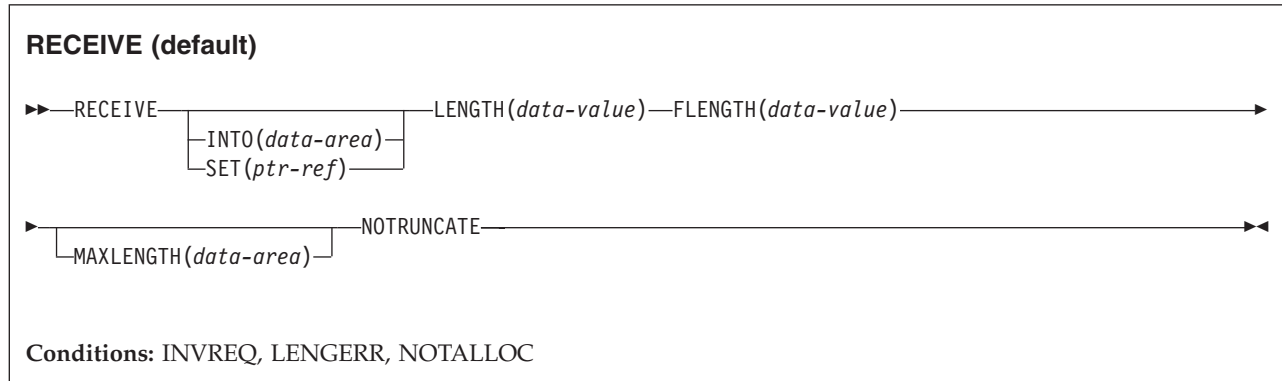 RECEIVE (default)
RECEIVE LENGTH(data-value) FLENGTH(data-value)
INTO(data-area)
SET(ptr-ref)
NOTRUNCATE
MAXLENGTH(data-area)
Conditions: INVREQ, LENGERR, NOTALLOC